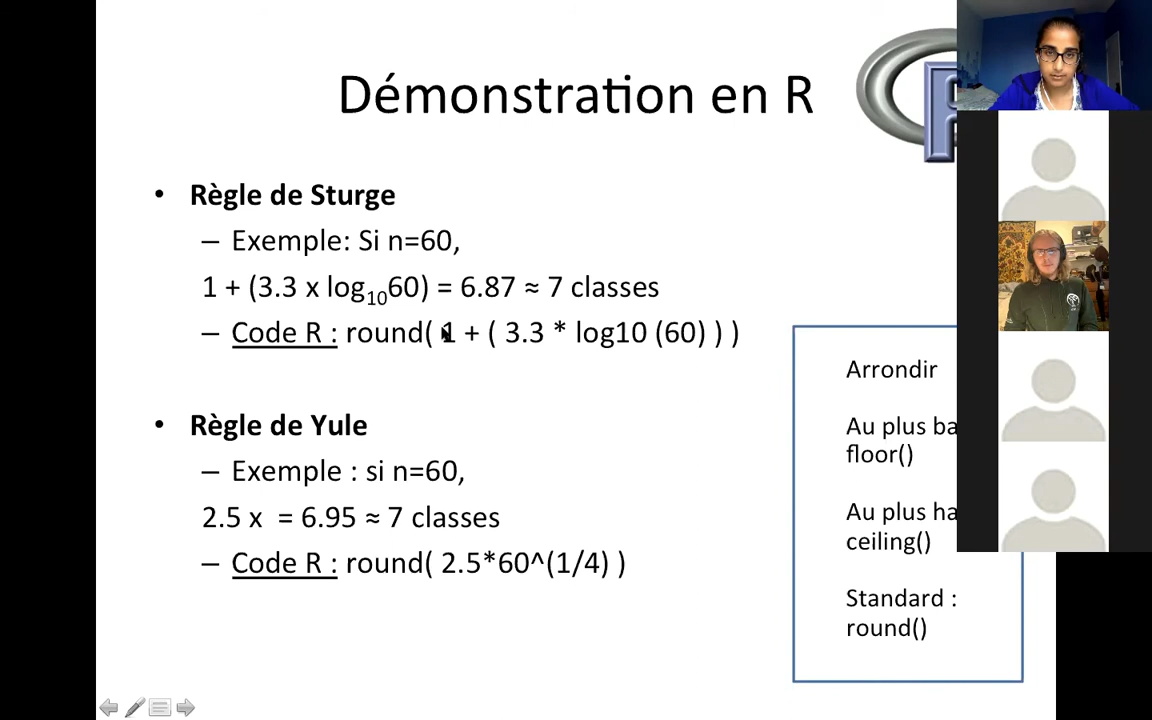 Démonstration en R
• Règle de Sturge
– Exemple: Si n=60,
1 + (3.3 x log₁₀60) = 6.87 ≈ 7 classes
– Code R : round( 1 + ( 3.3 * log10 (60) ) )
• Règle de Yule
– Exemple : si n=60,
2.5 x = 6.95 ≈ 7 classes
– Code R : round( 2.5*60^(1/4) )
Arrondir
Au plus
floor()
Au plus
ceiling()
Standard :
round()